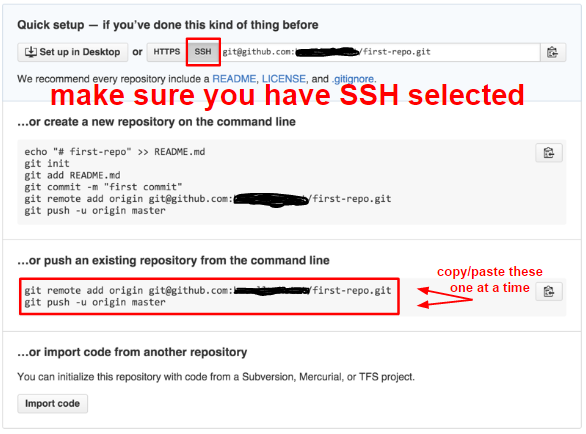 Quick setup — if you've done this kind of thing before
Set up in Desktop or HTTPS SSH git@github.com: /first-repo.git
We recommend every repository include a README, LICENSE, and .gitignore.
make sure you have SSH selected
...or create a new repository on the command line
echo "# first-repo" >> README.md
git init
git add README.md
git commit -m "first commit"
git remote add origin git@github.com: /first-repo.git
git push -u origin master
...or push an existing repository from the command line
copy/paste these
one at a time
git remote add origin git@github.com: /first-repo.git
git push -u origin master
...or import code from another repository
You can initialize this repository with code from a Subversion, Mercurial, or TFS project.
Import code